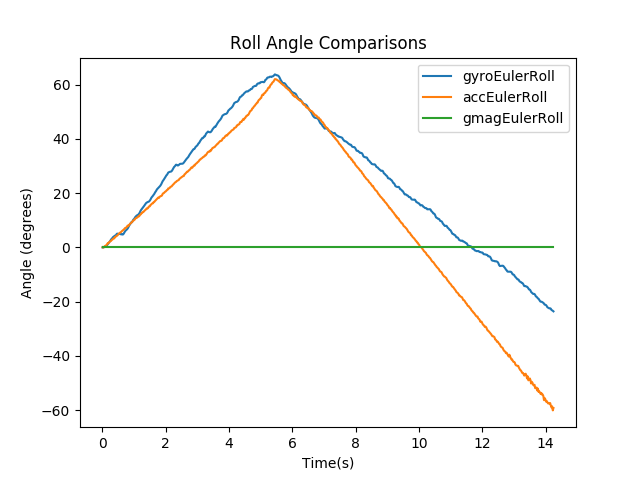 Roll Angle Comparisons
gyroEulerRoll
accEulerRoll
gmagEulerRoll
60
40
20
0
−20
−40
−60
Angle (degrees)
0 2 4 6 8 10 12 14
Time(s)